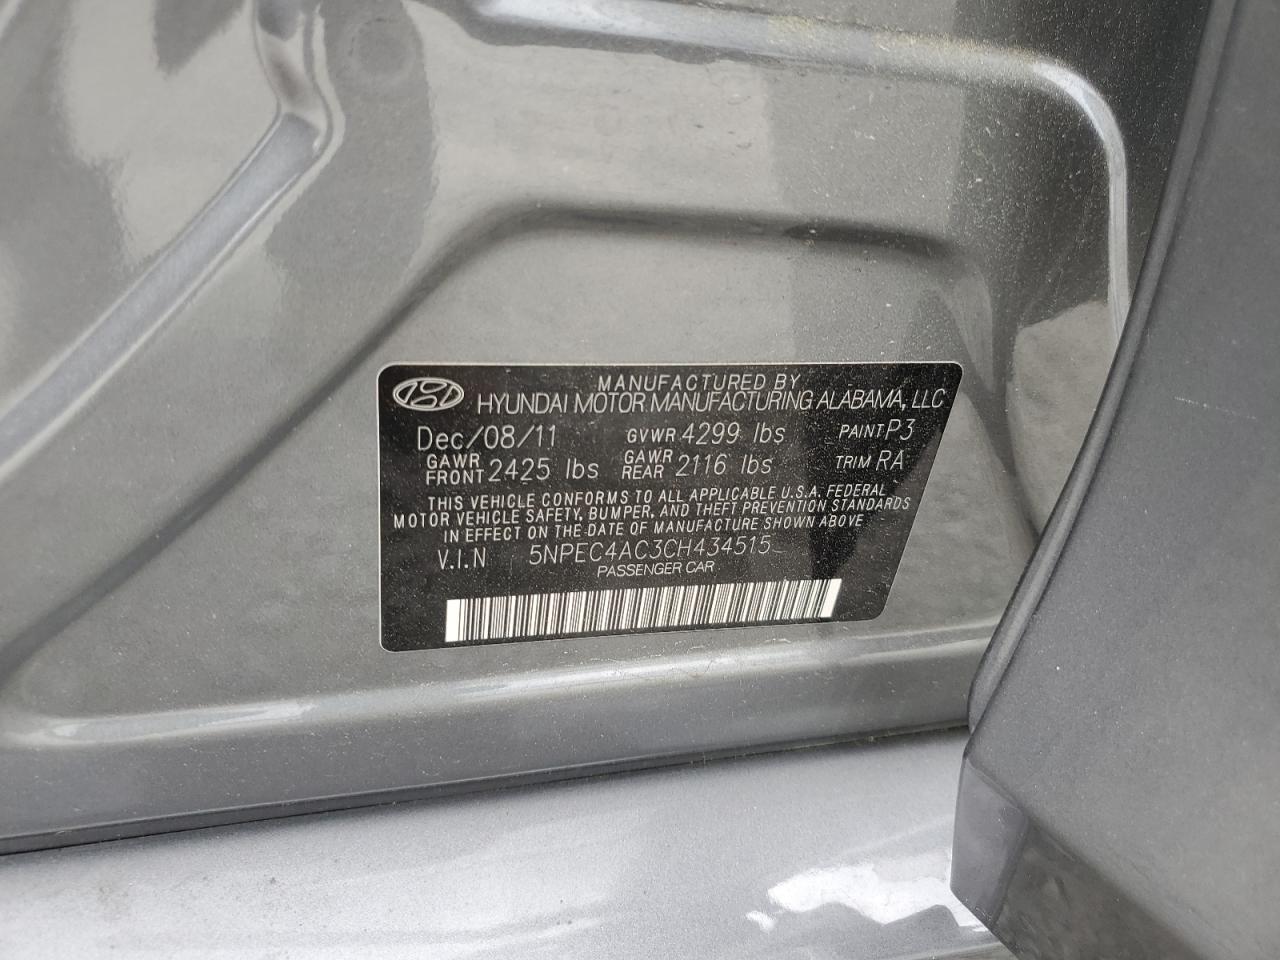 MANUFACTURED BY
HYUNDAI MOTOR MANUFACTURING ALABAMA, LLC
Dec/08/11 GVWR 4299 lbs PAINT P3
GAWR FRONT 2425 lbs GAWR REAR 2116 lbs TRIM RA
THIS VEHICLE CONFORMS TO ALL APPLICABLE U.S.A. FEDERAL
MOTOR VEHICLE SAFETY, BUMPER, AND THEFT PREVENTION STANDARDS
IN EFFECT ON THE DATE OF MANUFACTURE SHOWN ABOVE
V.I.N 5NPEC4AC3CH434515
PASSENGER CAR